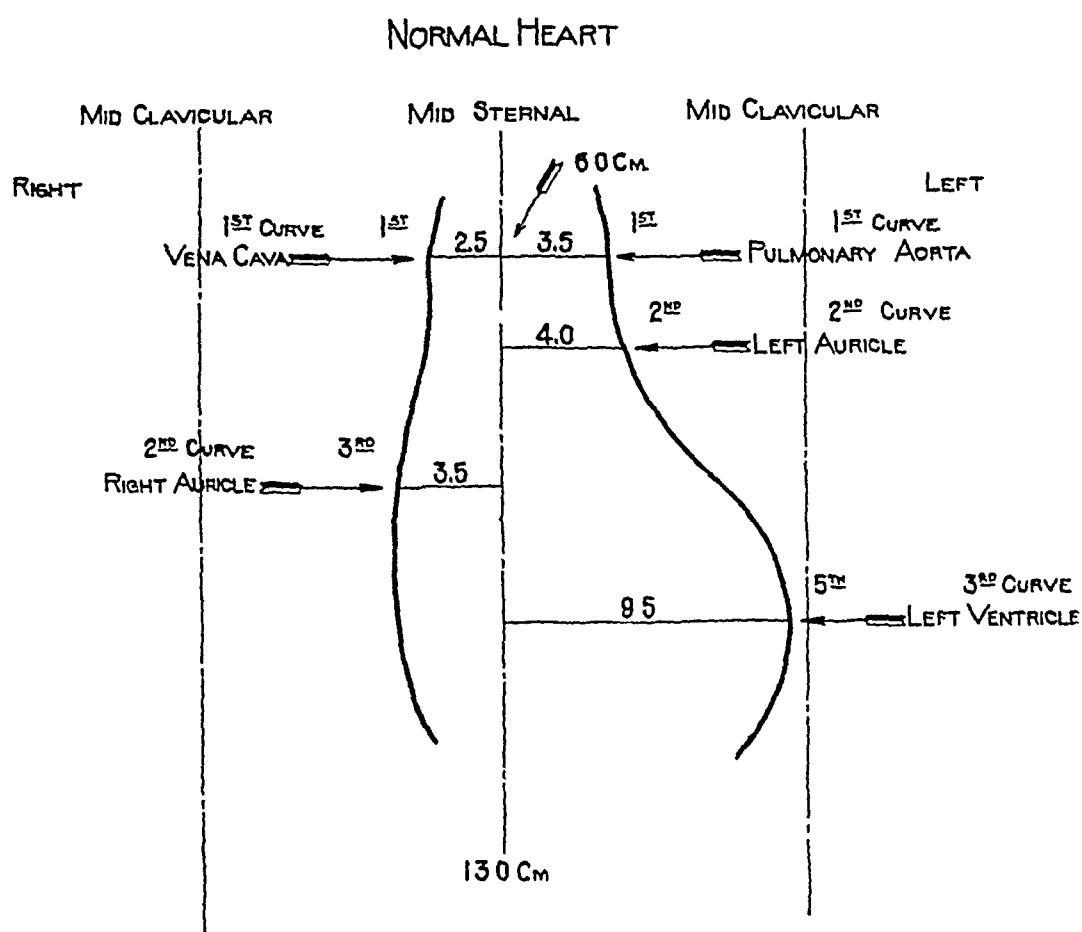 NORMAL HEART
MID CLAVICULAR MID STERNAL MID CLAVICULAR
60 CM.
RIGHT LEFT
1ST CURVE 1ST 1ST 1ST CURVE
VENA CAVA 2.5 3.5 PULMONARY AORTA
2ND 2ND CURVE
4.0 LEFT AURICLE
2ND CURVE 3RD
RIGHT AURICLE 3.5
5TH 3RD CURVE
9 5 LEFT VENTRICLE
13 0 CM